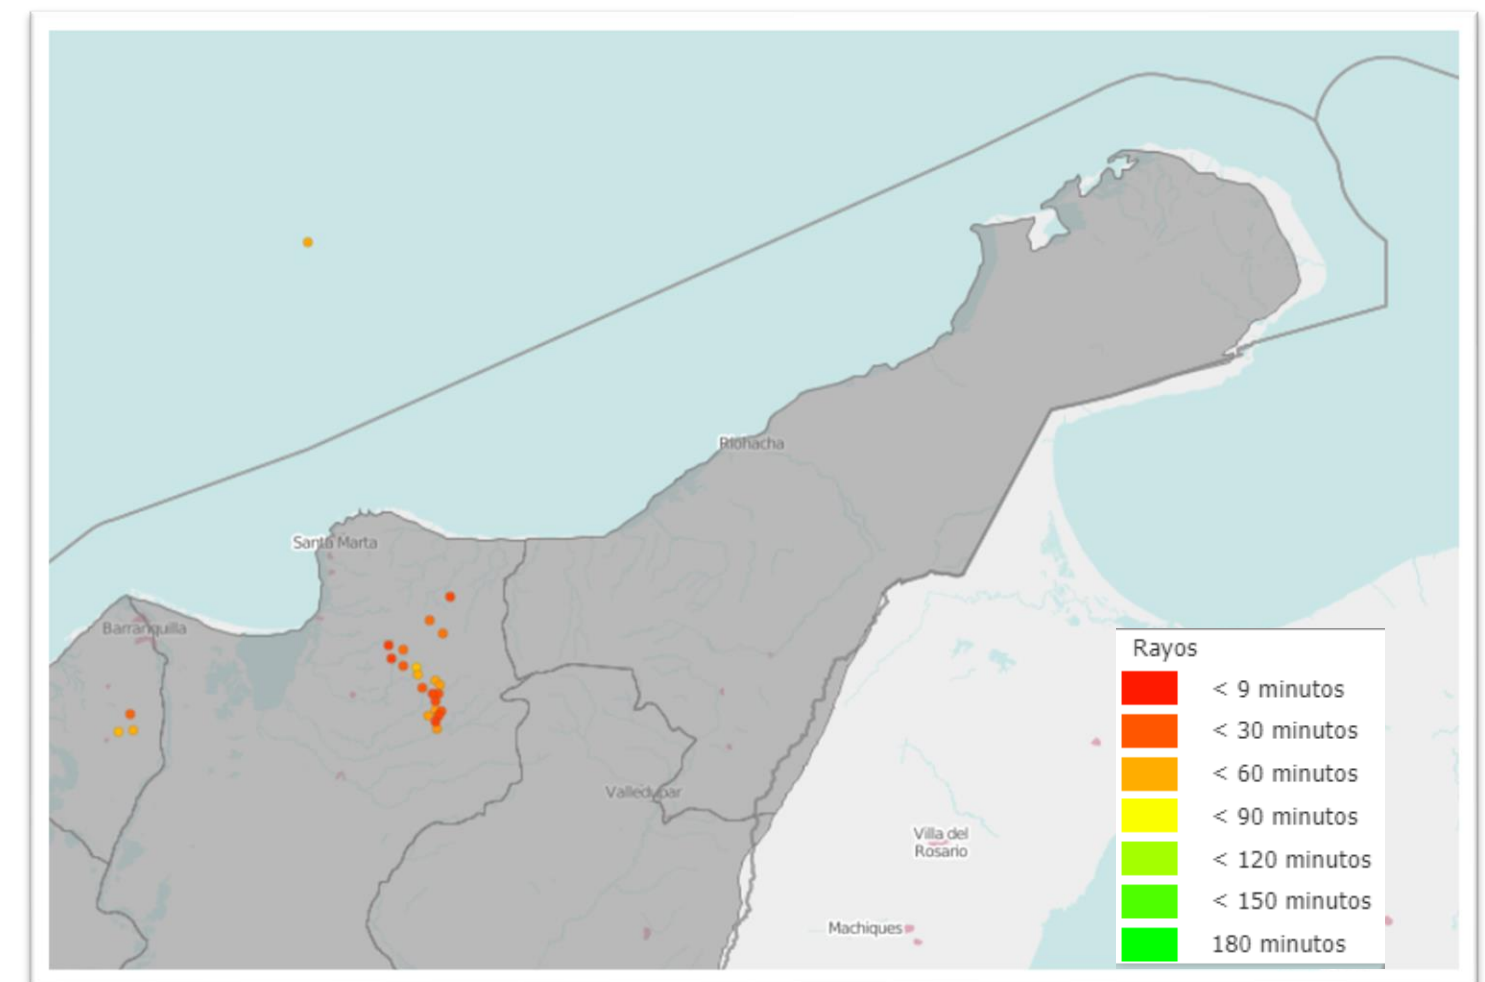 Riohacha
Santa Marta
Barranquilla
Valledupar
Villa del
Rosario
Machiques
Rayos
< 9 minutos
< 30 minutos
< 60 minutos
< 90 minutos
< 120 minutos
< 150 minutos
180 minutos